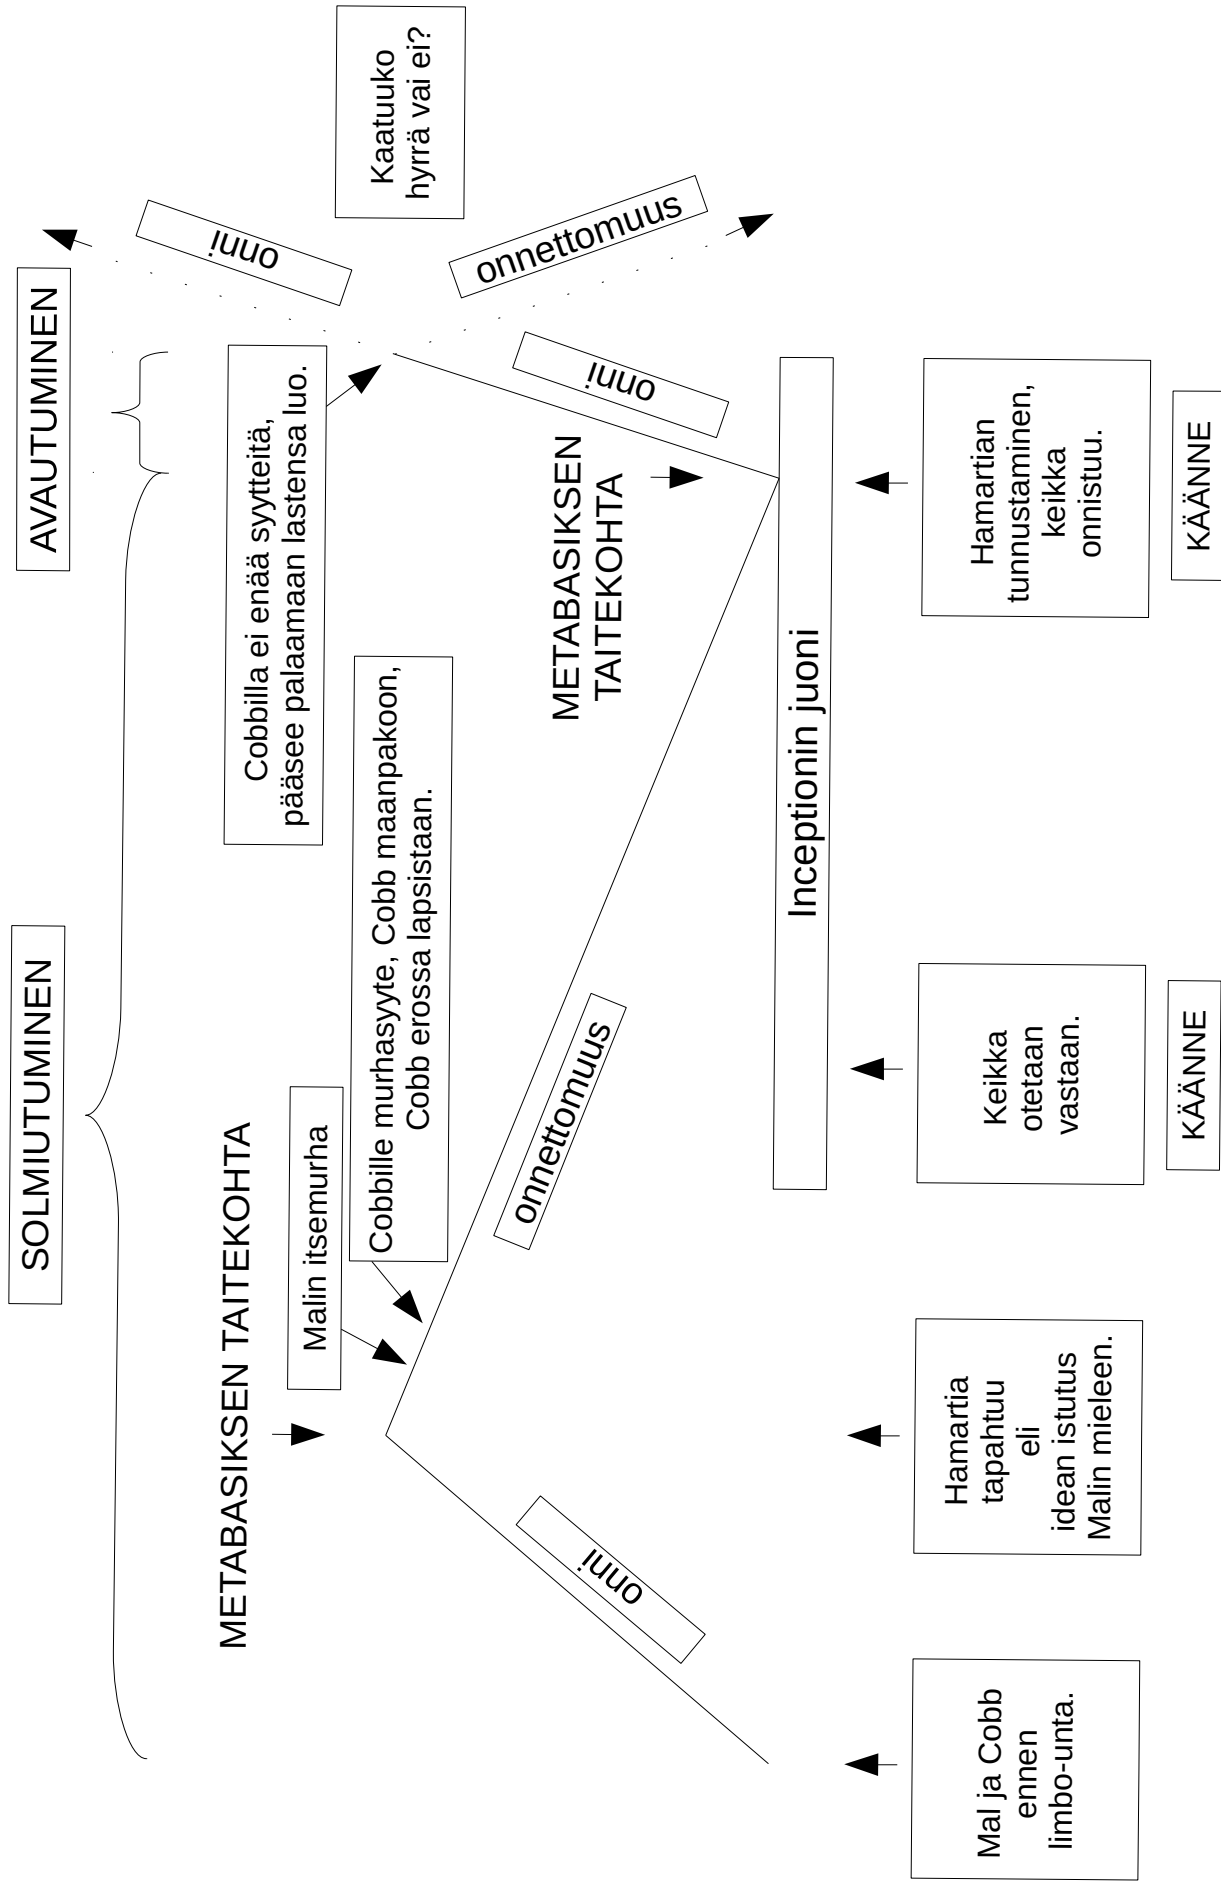 SOLMIUTUMINEN
AVAUTUMINEN
METABASIKSEN TAITEKOHTA
Malin itsemurha
Cobbille murhasyyte, Cobb maanpakoon,
Cobb erossa lapsistaan.
Cobbilla ei enää syytteitä,
pääsee palaamaan lastensa luo.
onni
Kaatuuko
hyrrä vai ei?
onnettomuus
METABASIKSEN
TAITEKOHTA
onni
onnettomuus
onni
Inceptionin juoni
Mal ja Cobb
ennen
limbo-unta.
Hamartia
tapahtuu
eli
idean istutus
Malin mieleen.
Keikka
otetaan
vastaan.
Hamartian
tunnustaminen,
keikka
onnistuu.
KÄÄNNE
KÄÄNNE